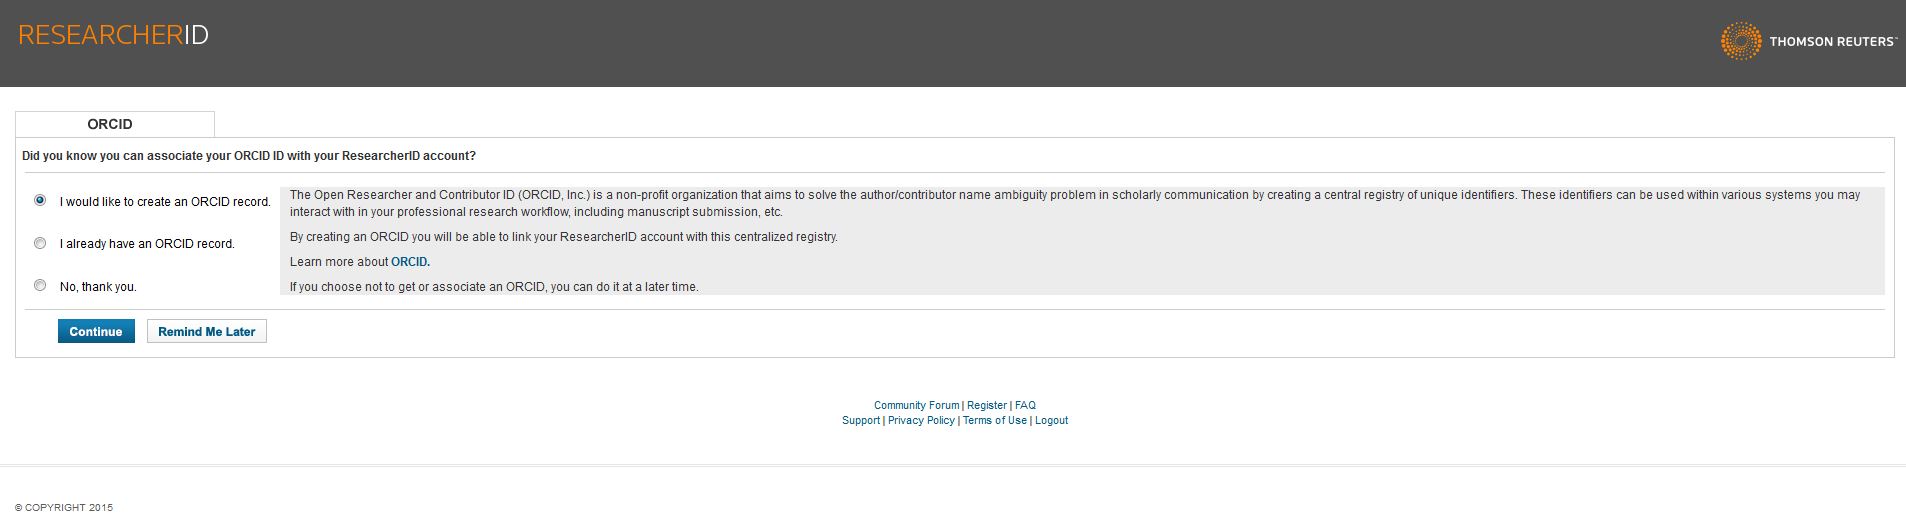 RESEARCHERID
THOMSON REUTERS™
ORCID
Did you know you can associate your ORCID ID with your ResearcherID account?
I would like to create an ORCID record.
I already have an ORCID record.
No, thank you.
The Open Researcher and Contributor ID (ORCID, Inc.) is a non-profit organization that aims to solve the author/contributor name ambiguity problem in scholarly communication by creating a central registry of unique identifiers. These identifiers can be used within various systems you may
interact with in your professional research workflow, including manuscript submission, etc.
By creating an ORCID you will be able to link your ResearcherID account with this centralized registry.
Learn more about ORCID.
If you choose not to get or associate an ORCID, you can do it at a later time.
Continue
Remind Me Later
Community Forum | Register | FAQ
Support | Privacy Policy | Terms of Use | Logout
© COPYRIGHT 2015